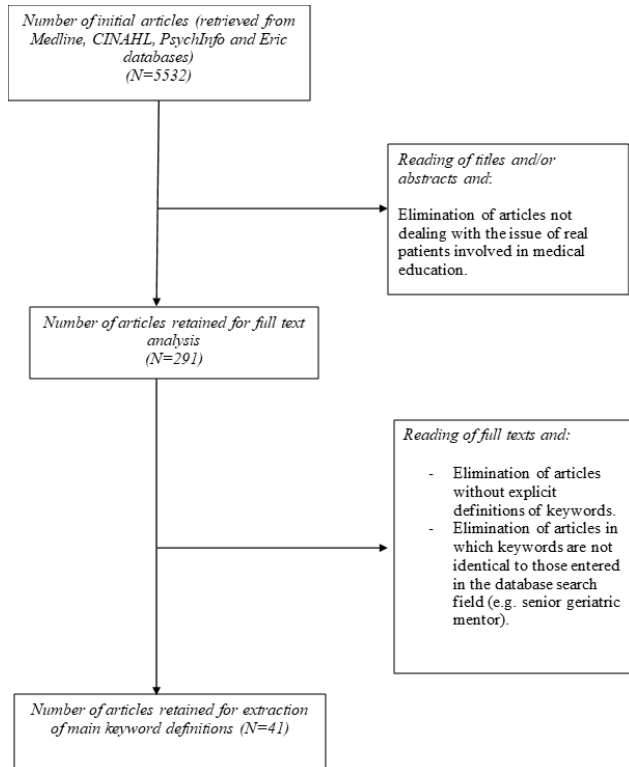 Number of initial articles (retrieved from
Medline, CINAHL, PsychInfo and Eric
databases)
(N=5532)
Reading of titles and/or
abstracts and:
Elimination of articles not
dealing with the issue of real
patients involved in medical
education.
Number of articles retained for full text
analysis
(N=291)
Reading of full texts and:
- Elimination of articles
without explicit
definitions of keywords.
- Elimination of articles in
which keywords are not
identical to those entered
in the database search
field (e.g. senior geriatric
mentor).
Number of articles retained for extraction
of main keyword definitions (N=41)